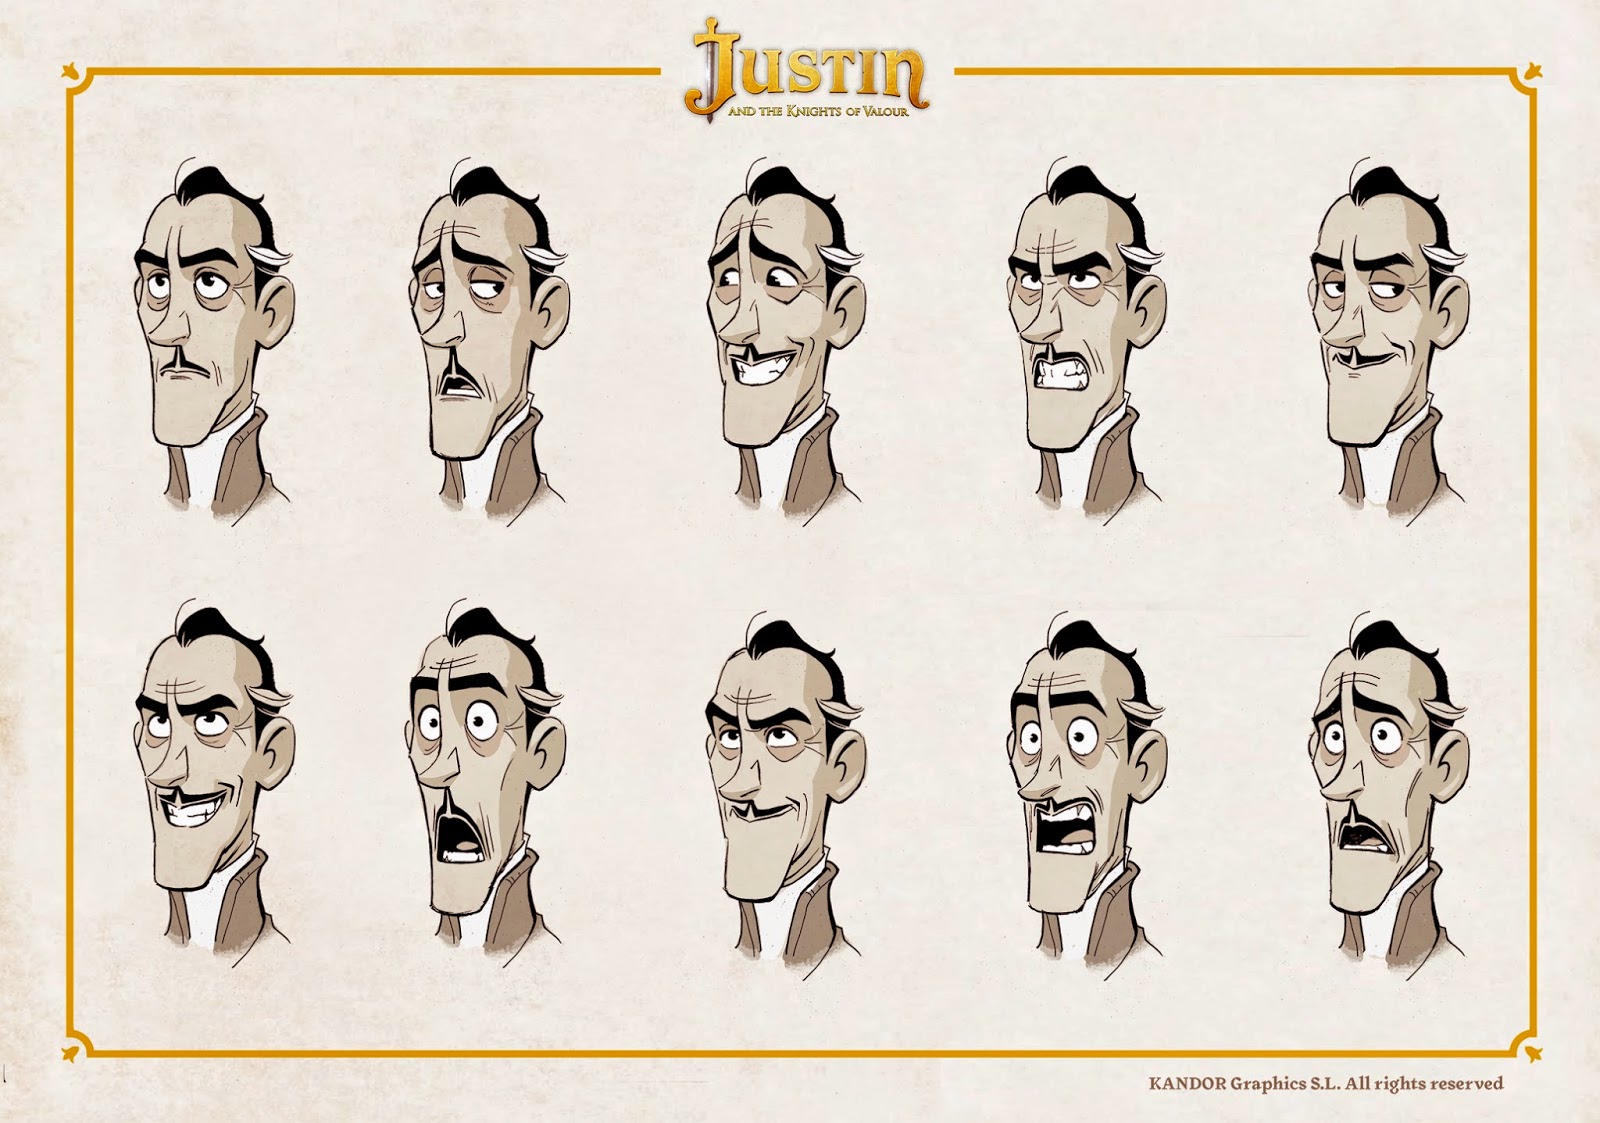 Justin
and the Knights of Valour
KANDOR Graphics S.L. All rights reserved